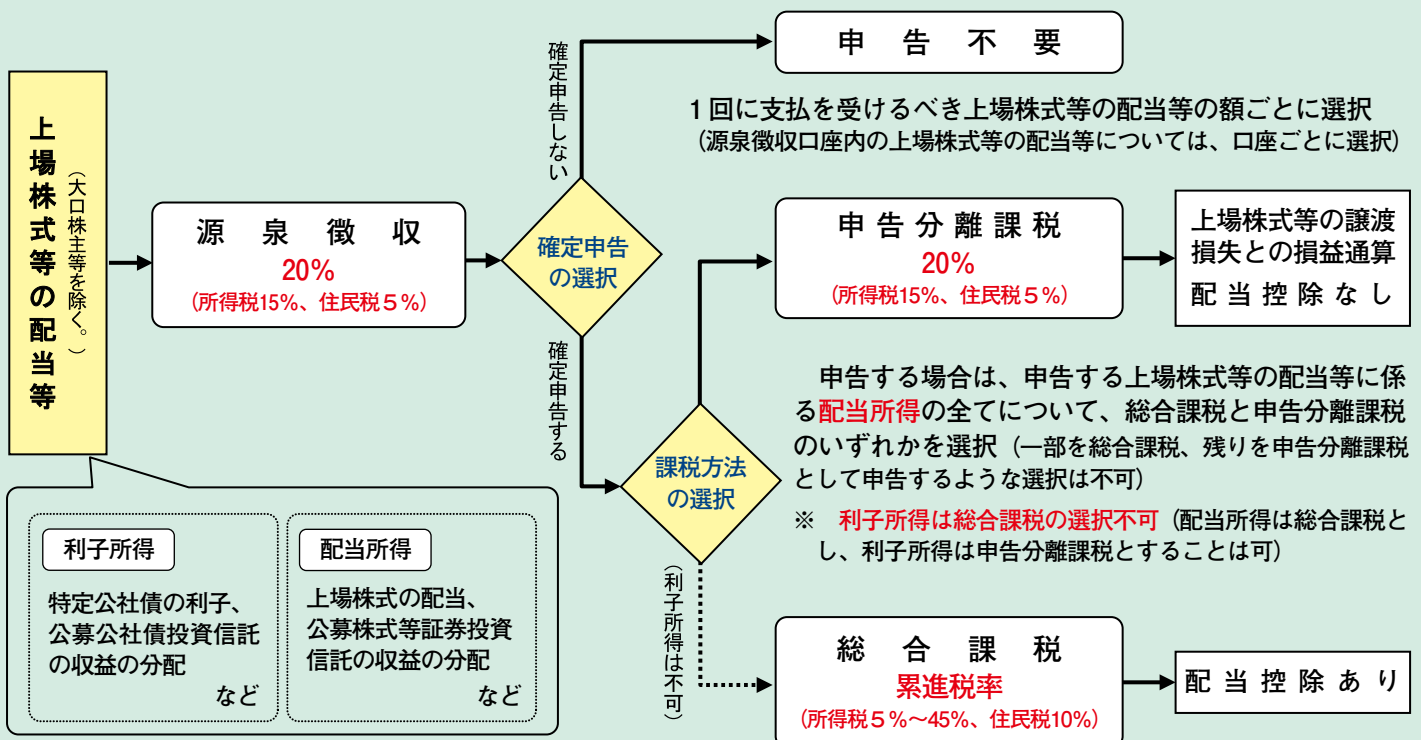 上場株式等の配当等
（大口株主等を除く。）
源泉徴収
20%
(所得税15%、住民税５%)
確定申告
の選択
確定申告しない
申告不要
１回に支払を受けるべき上場株式等の配当等の額ごとに選択
（源泉徴収口座内の上場株式等の配当等については、口座ごとに選択）
確定申告する
課税方法
の選択
申告分離課税
20%
(所得税15%、住民税５%)
上場株式等の譲渡
損失との損益通算
配当控除なし
申告する場合は、申告する上場株式等の配当等に係
る配当所得の全てについて、総合課税と申告分離課税
のいずれかを選択（一部を総合課税、残りを申告分離課税
として申告するような選択は不可）
※　利子所得は総合課税の選択不可（配当所得は総合課税と
し、利子所得は申告分離課税とすることは可）
（利子所得は不可）
総合課税
累進税率
(所得税５%～45%、住民税10%)
配当控除あり
利子所得
特定公社債の利子、
公募公社債投資信託
の収益の分配
など
配当所得
上場株式の配当、
公募株式等証券投資
信託の収益の分配
など